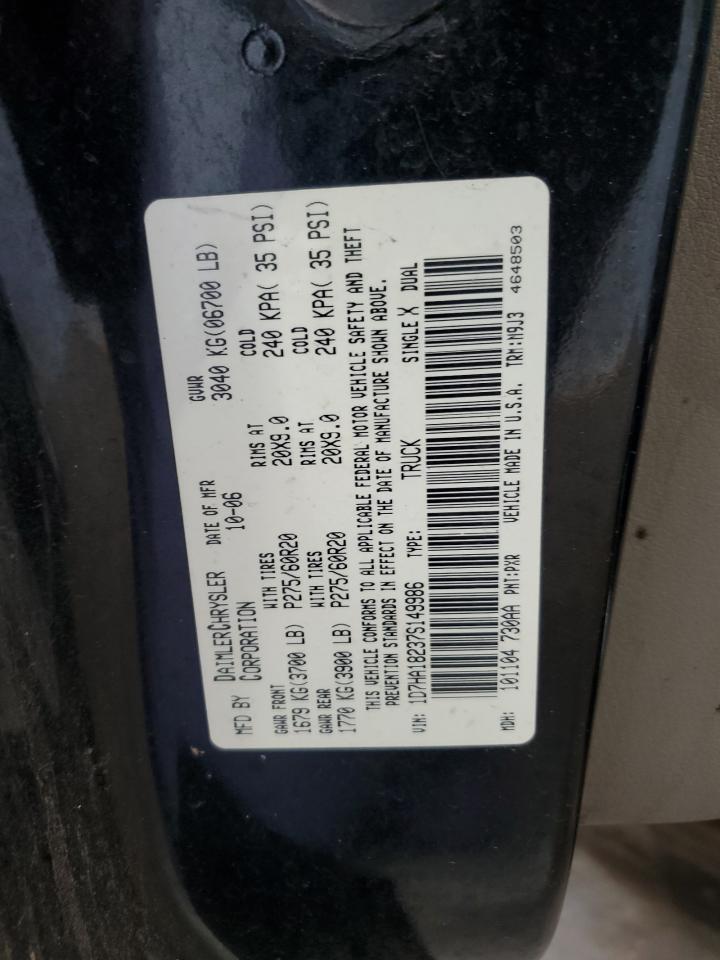 MFD BY DAIMLERCHRYSLER CORPORATION DATE OF MFR 10-06 GVWR 3040 KG(06700 LB)
GAWR FRONT WITH TIRES RIMS AT COLD
1679 KG(3700 LB) P275/60R20 20X9.0 240 KPA( 35 PSI)
GAWR REAR WITH TIRES RIMS AT COLD
1770 KG(3900 LB) P275/60R20 20X9.0 240 KPA( 35 PSI)
THIS VEHICLE CONFORMS TO ALL APPLICABLE FEDERAL MOTOR VEHICLE SAFETY AND THEFT
PREVENTION STANDARDS IN EFFECT ON THE DATE OF MANUFACTURE SHOWN ABOVE.
VIN: 1D7HA18237S149986 TYPE: TRUCK SINGLE X DUAL
MDH: 101104 730AA PNT:PXR VEHICLE MADE IN U.S.A. TRM:M9J3
4648503